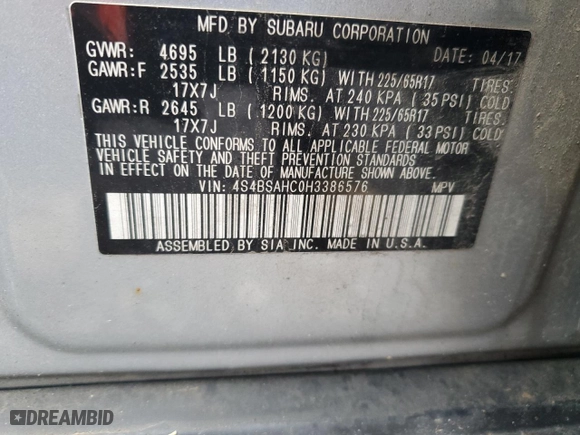 MFD BY SUBARU CORPORATION
GVWR: 4695 LB ( 2130 KG) DATE: 04/17
GAWR:F 2535 LB ( 1150 KG) WITH 225/65R17 TIRES,
17X7J RIMS. AT 240 KPA ( 35 PSI) COLD
GAWR:R 2645 LB ( 1200 KG) WITH 225/65R17 TIRES,
17X7J RIMS. AT 230 KPA ( 33 PSI) COLD
THIS VEHICLE CONFORMS TO ALL APPLICABLE FEDERAL MOTOR
VEHICLE SAFETY AND THEFT PREVENTION STANDARDS
IN EFFECT ON THE DATE OF MANUFACTURE SHOWN ABOVE.
VIN: 4S4BSAHC0H3386576 MPV
ASSEMBLED BY SIA,INC. MADE IN U.S.A.
DREAMBID